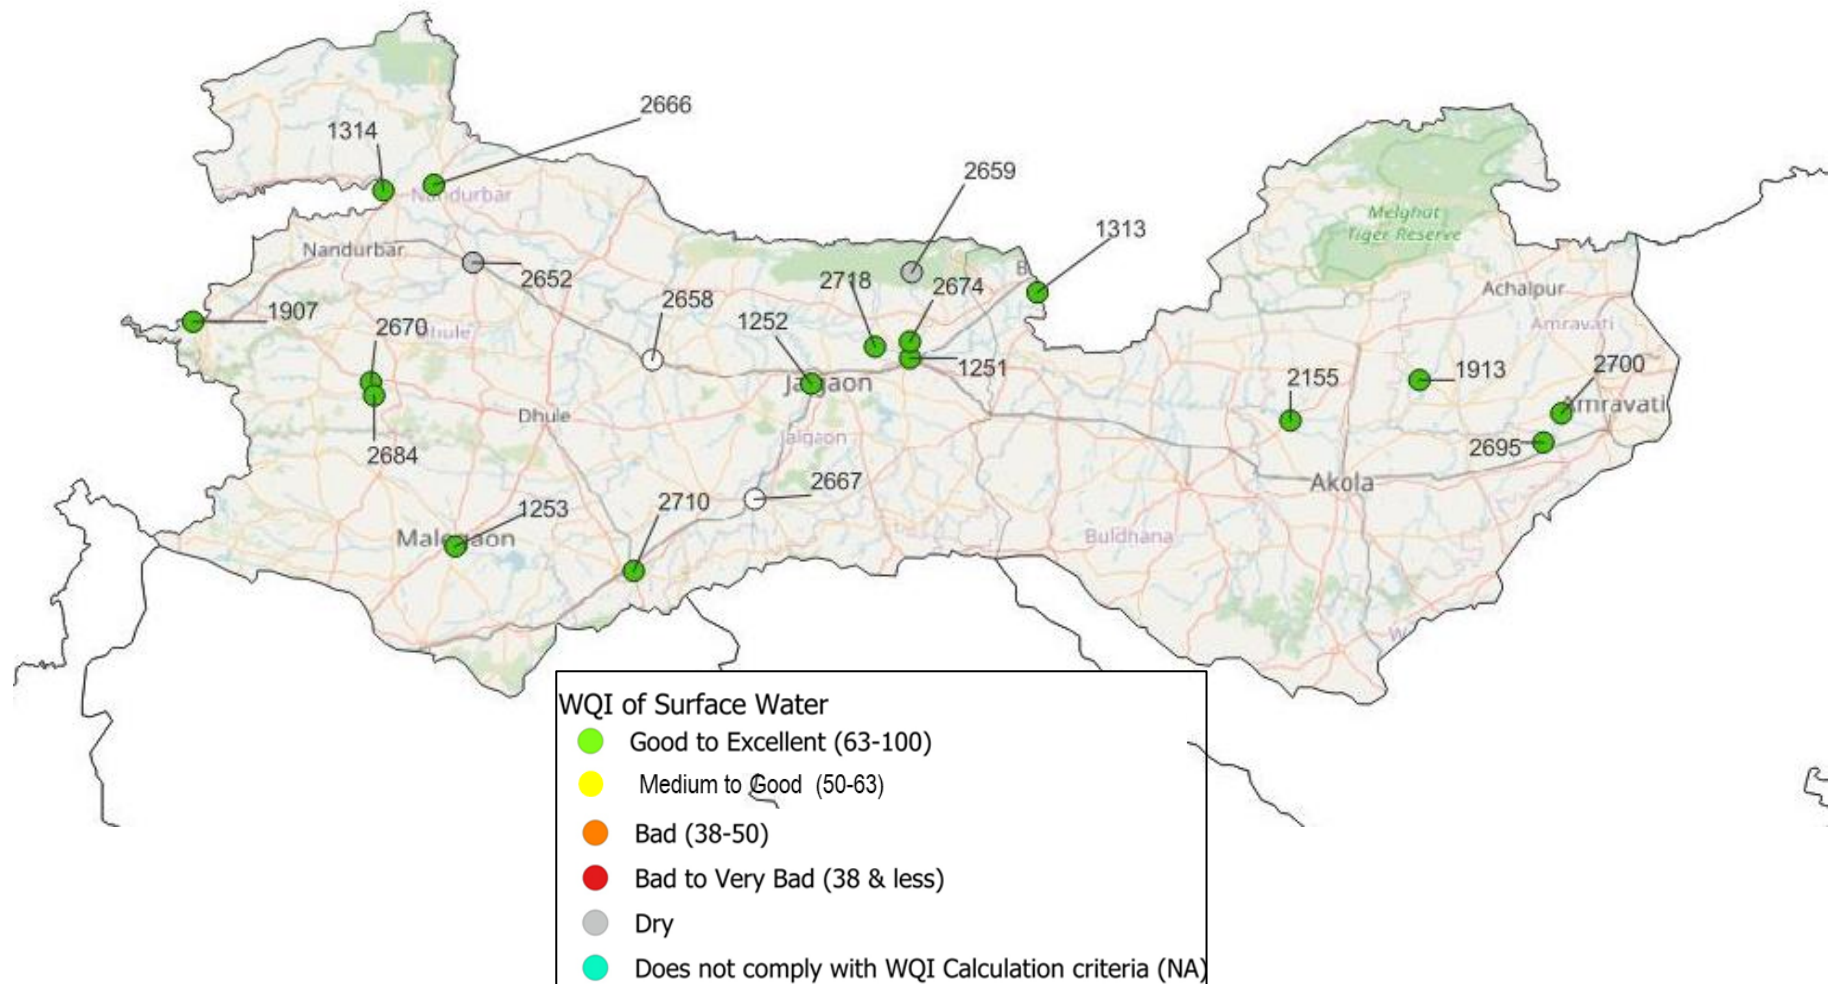 2666
1314
2659
Nandurbar
Melghat
Tiger Reserve
1313
Nandurbar
2652
2718
2674
Achalpur
1907
2670
Dhule
2658
1252
Amravati
1251
2700
1913
2155
Jalgaon
Amravati
Dhule
Jalgaon
2684
2695
2667
Akola
2710
1253
Malegaon
Buldhana
WQI of Surface Water
Good to Excellent (63-100)
Medium to Good (50-63)
Bad (38-50)
Bad to Very Bad (38 & less)
Dry
Does not comply with WQI Calculation criteria (NA)